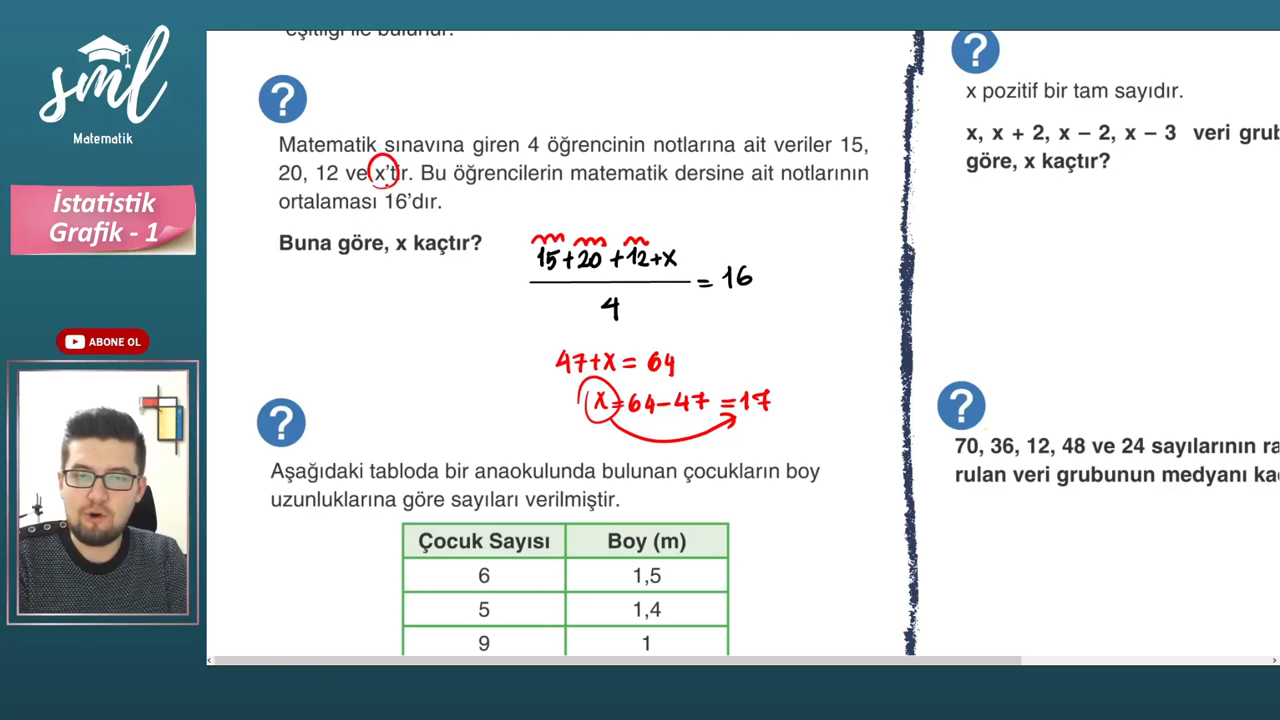 sml
Matematik
İstatistik
Grafik - 1
ABONE OL
eşitliği ile bulunur.
?
Matematik sınavına giren 4 öğrencinin notlarına ait veriler 15,
20, 12 ve x'tir. Bu öğrencilerin matematik dersine ait notlarının
ortalaması 16'dır.
Buna göre, x kaçtır?
15+20+12+x
4
= 16
47+x = 64
x=64-47 =17
?
Aşağıdaki tabloda bir anaokulunda bulunan çocukların boy
uzunluklarına göre sayıları verilmiştir.
Çocuk Sayısı Boy (m)
6 1,5
5 1,4
9 1
?
x pozitif bir tam sayıdır.
x, x + 2, x − 2, x − 3 veri gru
göre, x kaçtır?
?
70, 36, 12, 48 ve 24 sayılarının ra
rulan veri grubunun medyanı ka